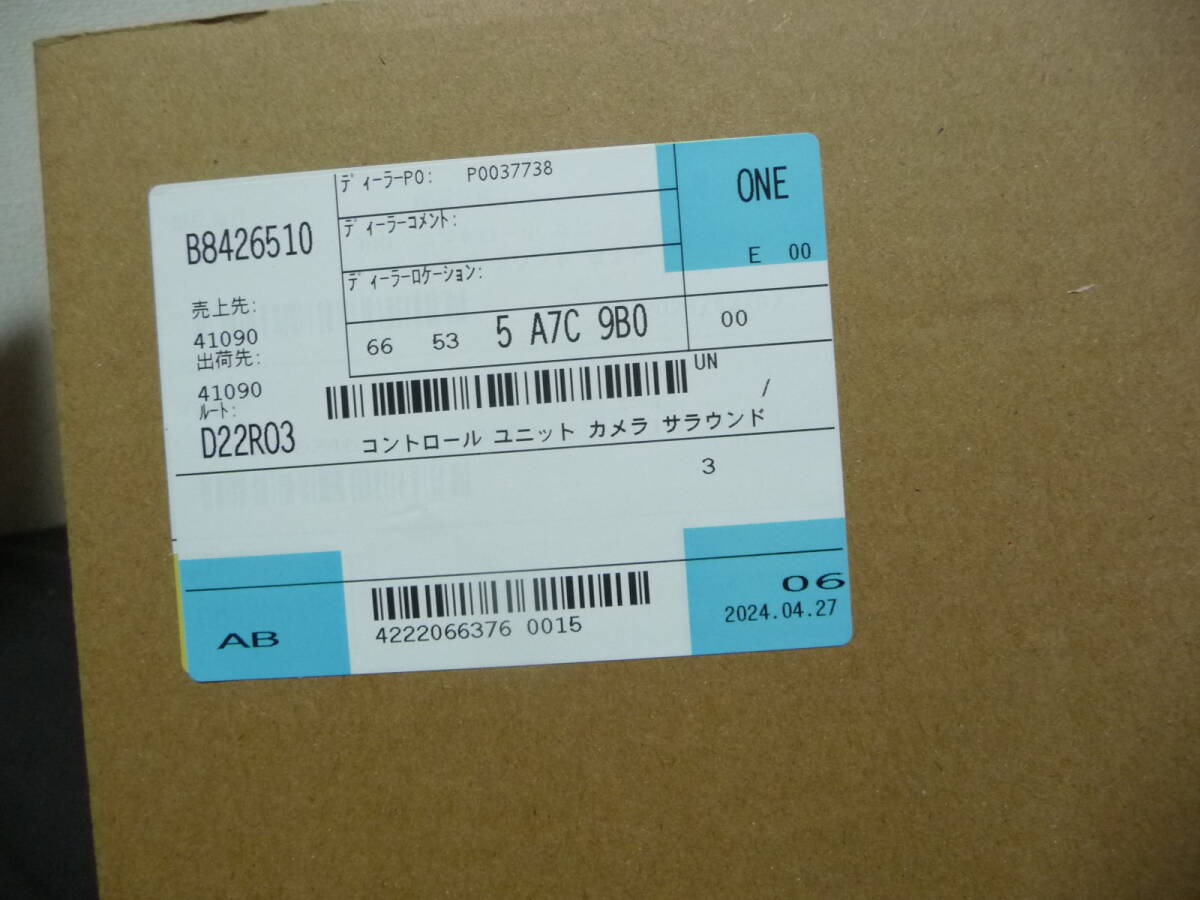 ディーラーPO: P0037738
ONE
B8426510
ディーラーコメント:
E 00
ディーラーロケーション:
売上先:
41090
66 53 5 A7C 9B0 00
出荷先:
41090
UN
/
ルート:
D22R03
コントロール ユニット カメラ サラウンド
3
06
AB
4222066376 0015
2024.04.27